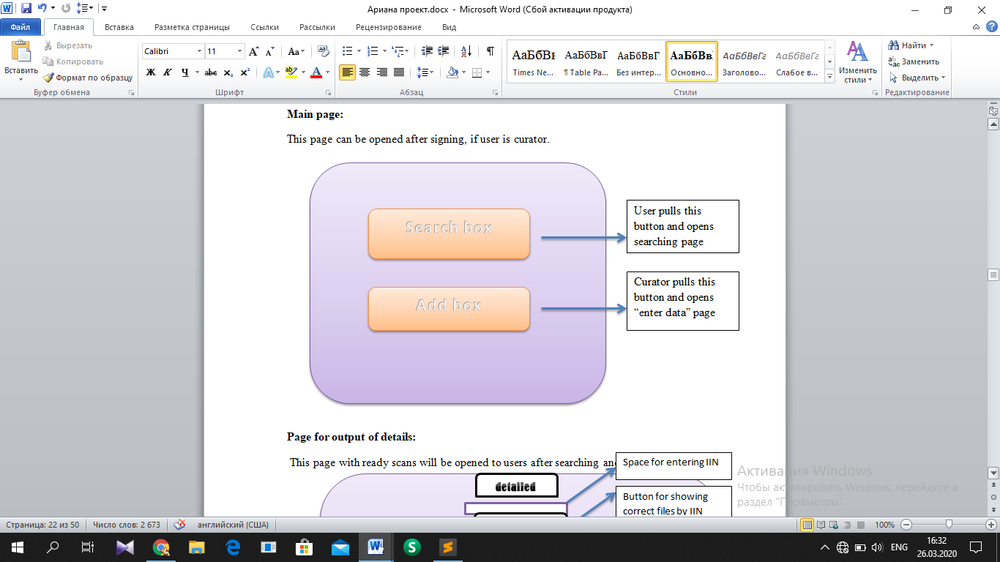 Ариана проект.docx - Microsoft Word (Сбой активации продукта)
Файл Главная Вставка Разметка страницы Ссылки Рассылки Рецензирование Вид
Вставить
Вырезать
Копировать
Формат по образцу
Буфер обмена
Calibri 11
Ж К Ч abc x₂ x²
Шрифт
Абзац
АаБбВı АаБбВвГ АаБбВвГ АаБбВв АаБбВвГг АаБбВвГг
Times Ne... ¶ Table Pa... Без интер... Осново... Заголово... Слабое в...
Стили
Изменить
стили
Найти
Заменить
Выделить
Редактирование
Main page:
This page can be opened after signing, if user is curator.
Search box
User pulls this
button and opens
searching page
Add box
Curator pulls this
button and opens
“enter data” page
Page for output of details:
This page with ready scans will be opened to users after searching an
Space for entering IIN
detailed
Button for showing
correct files by IIN
Активация Windows
Чтобы активировать Windows, перейдите в
раздел "Параметры".
Страница: 22 из 50 Число слов: 2 673 английский (США) 100%
ENG
16:32
26.03.2020